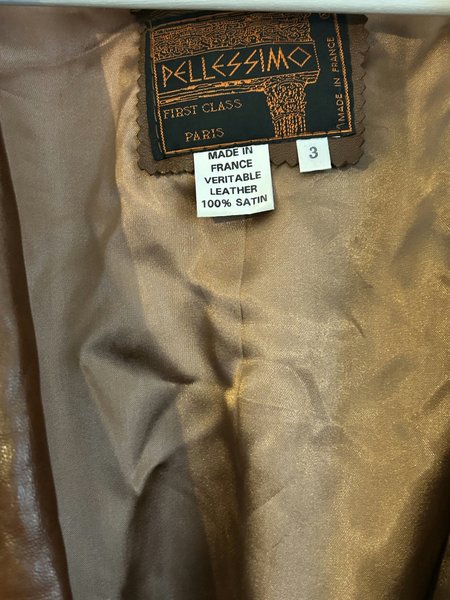 PELLESSIMO
FIRST CLASS
PARIS
MADE IN FRANCE
MADE IN
FRANCE
VERITABLE
LEATHER
100% SATIN
3